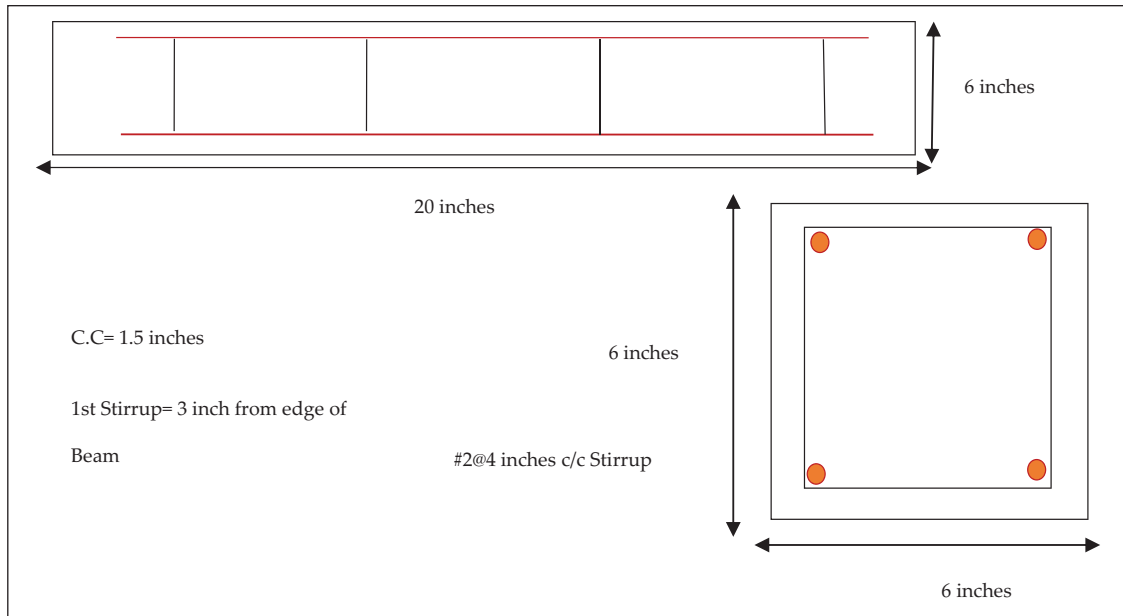 6 inches
20 inches
C.C= 1.5 inches
6 inches
1st Stirrup= 3 inch from edge of
Beam
#2@4 inches c/c Stirrup
6 inches